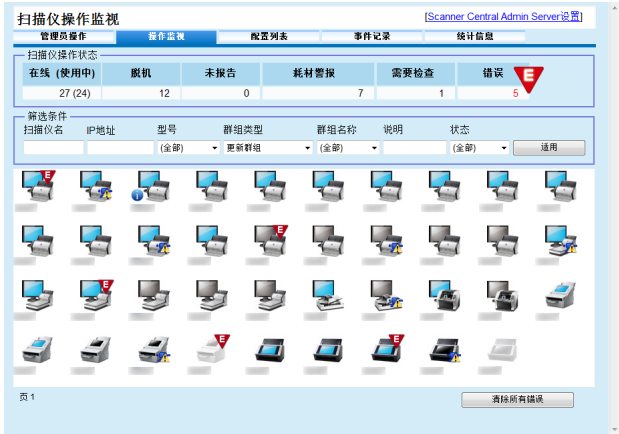 扫描仪操作监视
[Scanner Central Admin Server设置]
管理员操作 操作监视 配置列表 事件记录 统计信息
扫描仪操作状态
在线 (使用中) 脱机 未报告 耗材警报 需要检查 错误
27 (24) 12 0 7 1 5
E
筛选条件
扫描仪名 IP地址 型号 群组类型 群组名称 说明 状态
(全部) 更新群组 (全部) (全部) 适用
E
i
E
E
E
E
页 1
清除所有错误